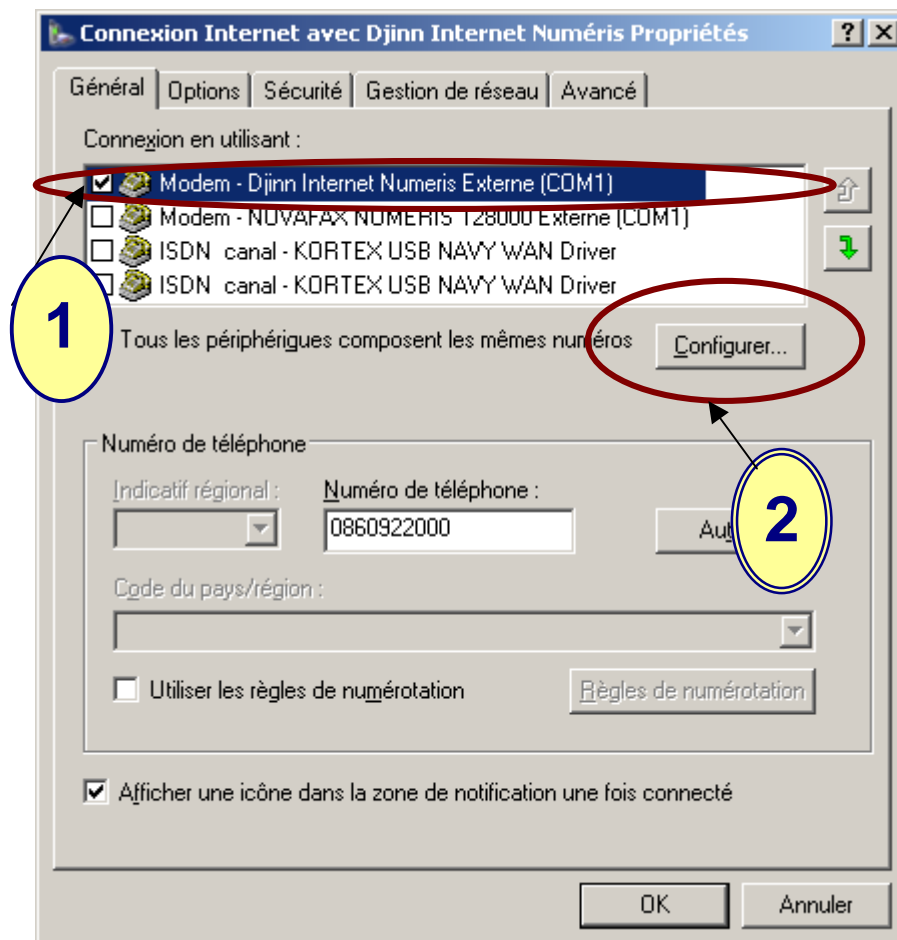 Connexion Internet avec Djinn Internet Numéris Propriétés
Général Options Sécurité Gestion de réseau Avancé
Connexion en utilisant :
Modem - Djinn Internet Numeris Externe (COM1)
Modem - NOVAFAX NUMERIS 128000 Externe (COM1)
ISDN canal - KORTEX USB NAVY WAN Driver
ISDN canal - KORTEX USB NAVY WAN Driver
1
Tous les périphériques composent les mêmes numéros
Configurer...
Numéro de téléphone
Indicatif régional : Numéro de téléphone :
0860922000
2
Code du pays/région :
Utiliser les règles de numérotation
Règles de numérotation
Afficher une icône dans la zone de notification une fois connecté
OK Annuler